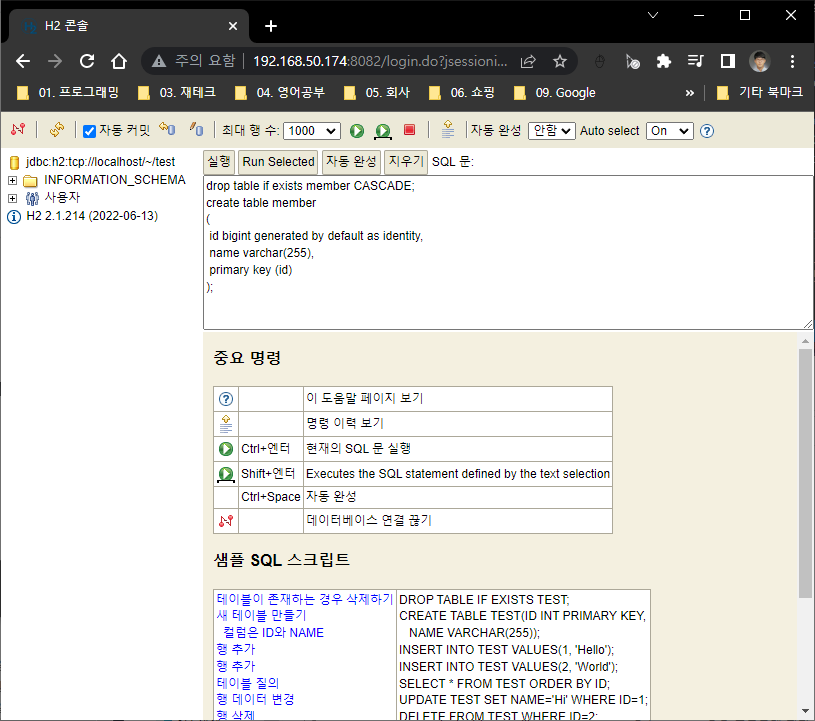 H2 콘솔
주의 요함 192.168.50.174:8082/login.do?jsessioni...
01. 프로그래밍 03. 재테크 04. 영어공부 05. 회사 06. 쇼핑 09. Google » 기타 북마크
자동 커밋 최대 행 수: 1000 자동 완성 안함 Auto select On
jdbc:h2:tcp://localhost/~/test
INFORMATION_SCHEMA
사용자
H2 2.1.214 (2022-06-13)
실행 Run Selected 자동 완성 지우기 SQL 문:
drop table if exists member CASCADE;
create table member
(
id bigint generated by default as identity,
name varchar(255),
primary key (id)
);
중요 명령
이 도움말 페이지 보기
명령 이력 보기
Ctrl+엔터 현재의 SQL 문 실행
Shift+엔터 Executes the SQL statement defined by the text selection
Ctrl+Space 자동 완성
데이터베이스 연결 끊기
샘플 SQL 스크립트
테이블이 존재하는 경우 삭제하기 DROP TABLE IF EXISTS TEST;
새 테이블 만들기 CREATE TABLE TEST(ID INT PRIMARY KEY,
컬럼은 ID와 NAME NAME VARCHAR(255));
행 추가 INSERT INTO TEST VALUES(1, 'Hello');
행 추가 INSERT INTO TEST VALUES(2, 'World');
테이블 질의 SELECT * FROM TEST ORDER BY ID;
행 데이터 변경 UPDATE TEST SET NAME='Hi' WHERE ID=1;
행 삭제 DELETE FROM TEST WHERE ID=2;